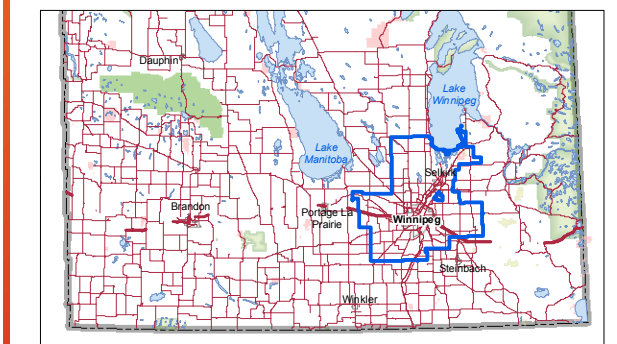 Dauphin
Lake
Winnipeg
Lake
Manitoba
Selkirk
Brandon
Portage La
Prairie
Winnipeg
Steinbach
Winkler